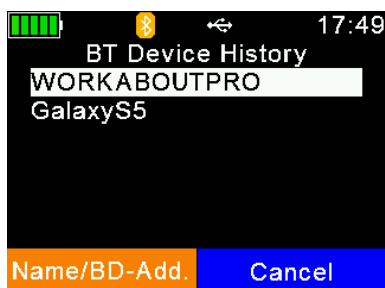 17:49
BT Device History
WORKABOUTPRO
GalaxyS5
Name/BD-Add. Cancel